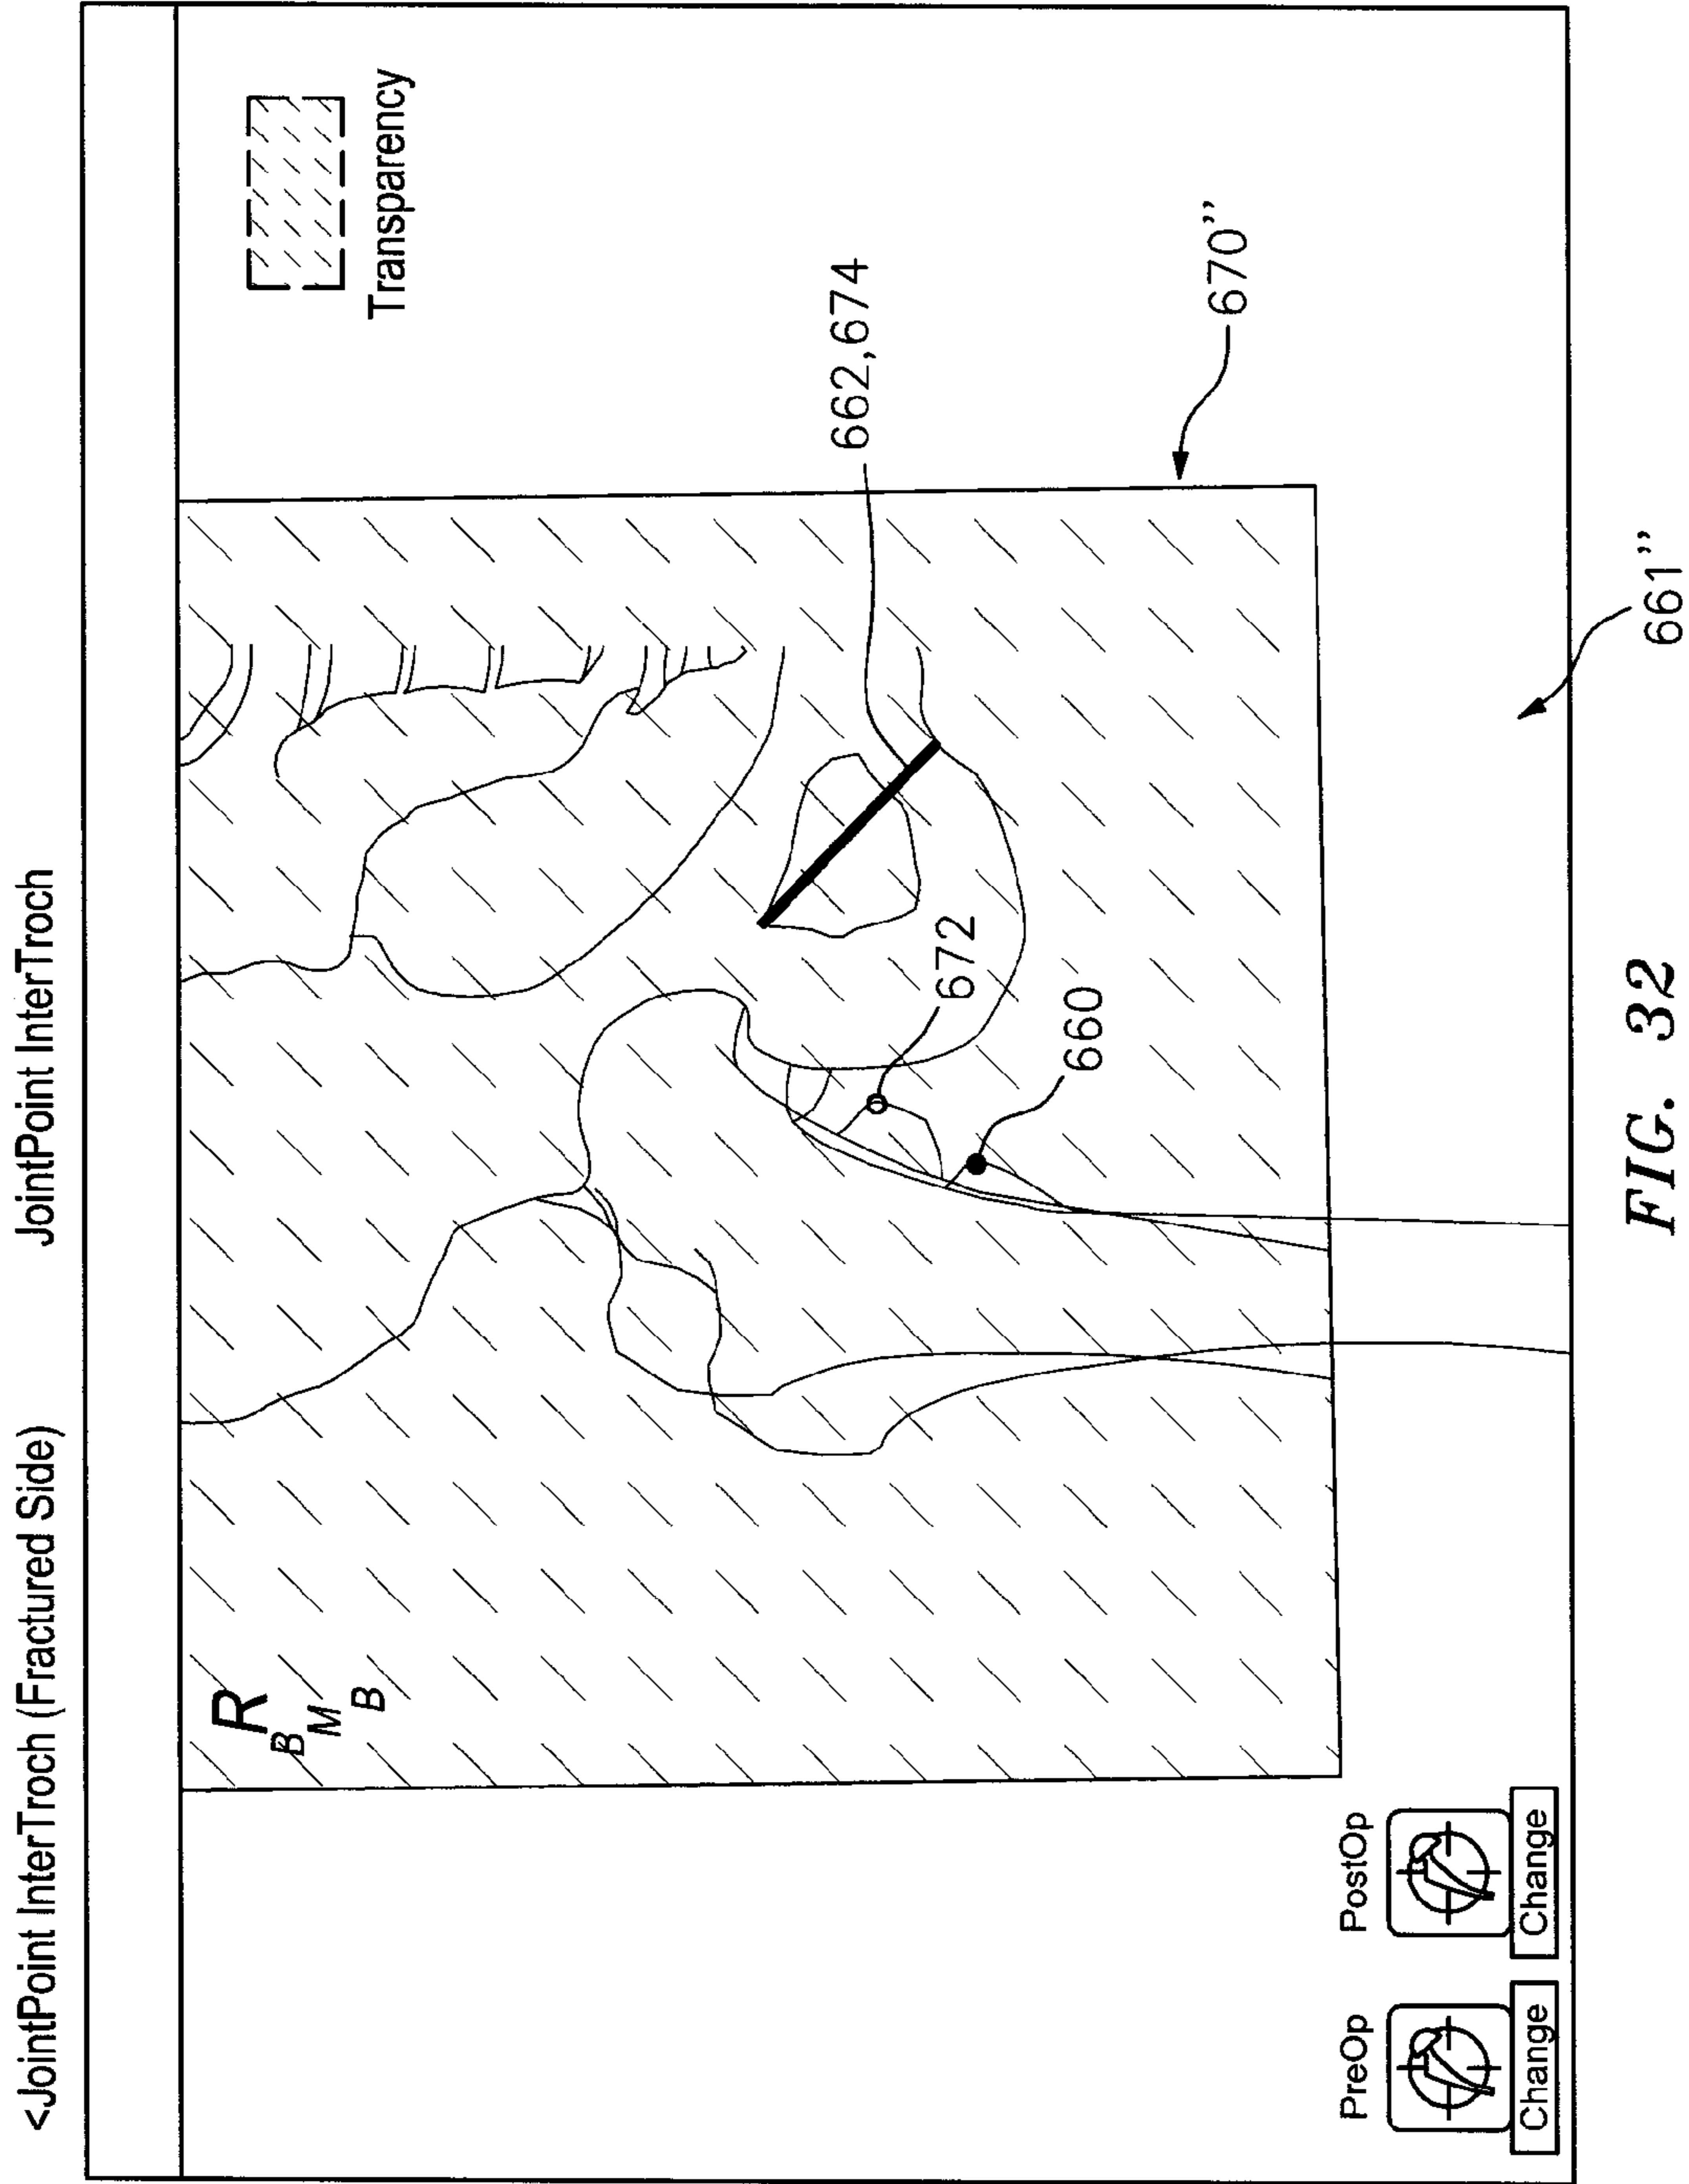 <JointPoint InterTroch (Fractured Side)
JointPoint InterTroch
Transparency
R
B
M
B
662,674
670”
672
660
PreOp
PostOp
Change
Change
661”
FIG. 32